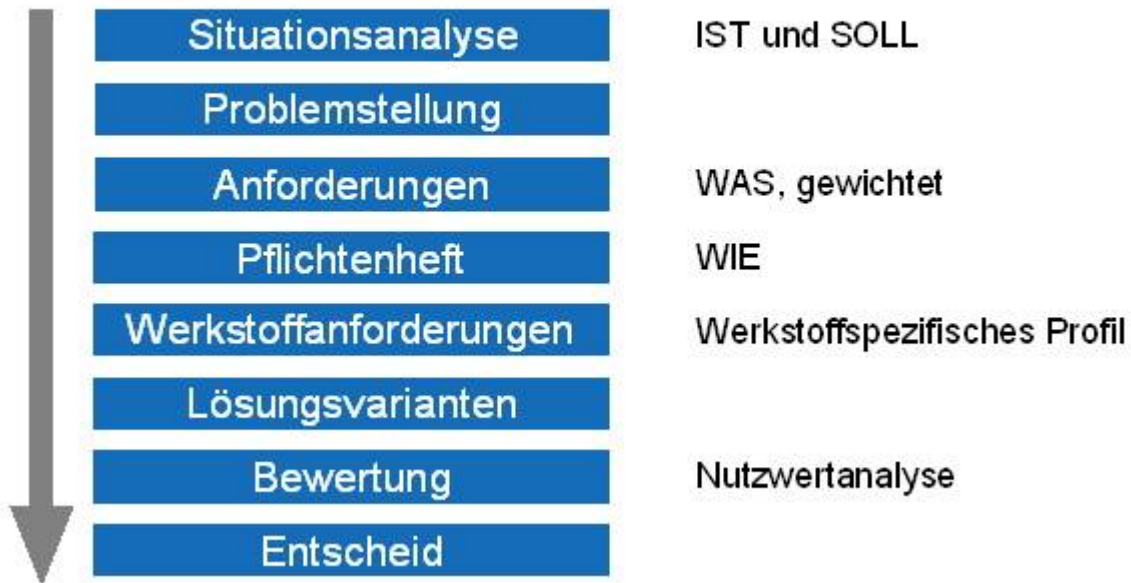 Situationsanalyse IST und SOLL
Problemstellung
Anforderungen WAS, gewichtet
Pflichtenheft WIE
Werkstoffanforderungen Werkstoffspezifisches Profil
Lösungsvarianten
Bewertung Nutzwertanalyse
Entscheid